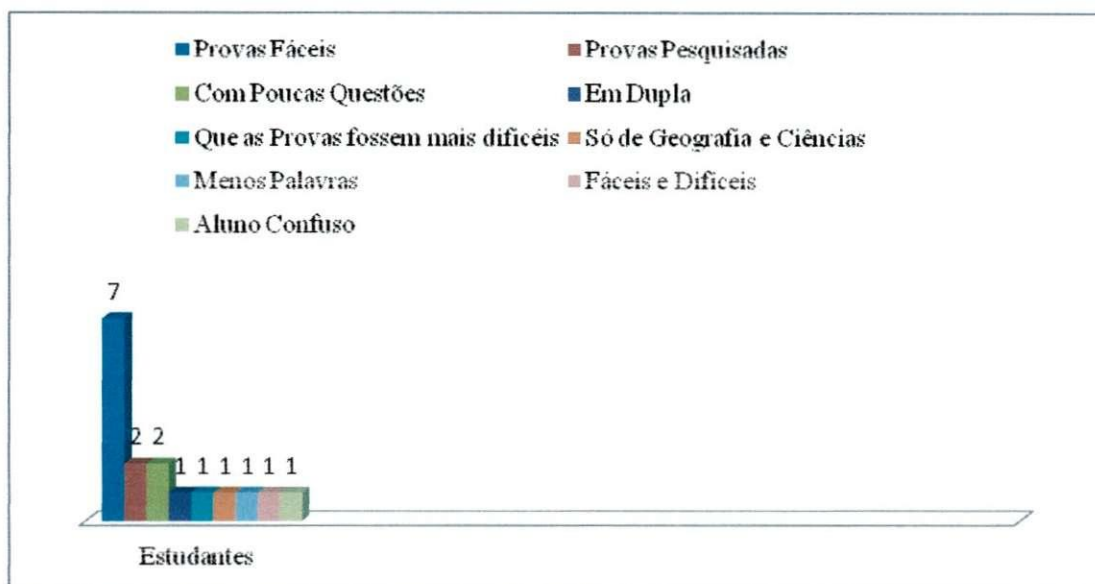 Provas Fáceis
Provas Pesquisadas
Com Poucas Questões
Em Dupla
Que as Provas fossem mais dificéis
Só de Geografia e Ciências
Menos Palavras
Fáceis e Difíceis
Aluno Confuso
7
2 2
1 1 1 1 1 1
Estudantes